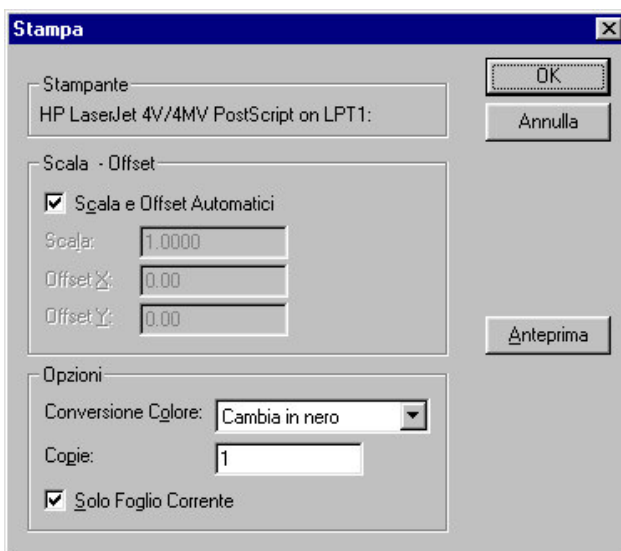 Stampa
Stampante
HP LaserJet 4V/4MV PostScript on LPT1:
OK
Annulla
Scala - Offset
Scala e Offset Automatici
Scala: 1.0000
Offset X: 0.00
Offset Y: 0.00
Anteprima
Opzioni
Conversione Colore: Cambia in nero
Copie: 1
Solo Foglio Corrente